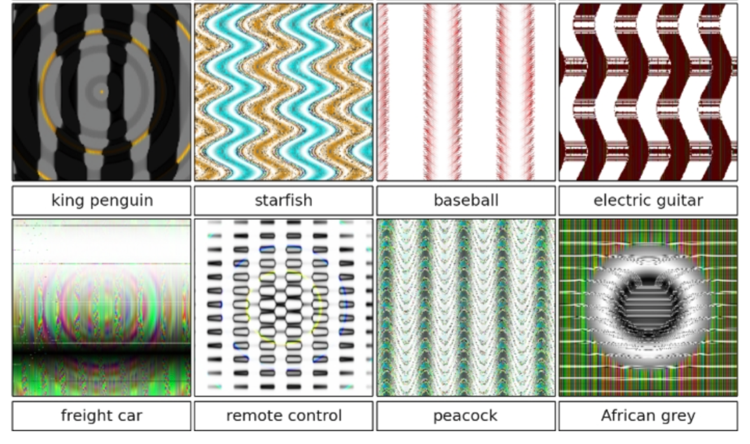 king penguin
starfish
baseball
electric guitar
freight car
remote control
peacock
African grey